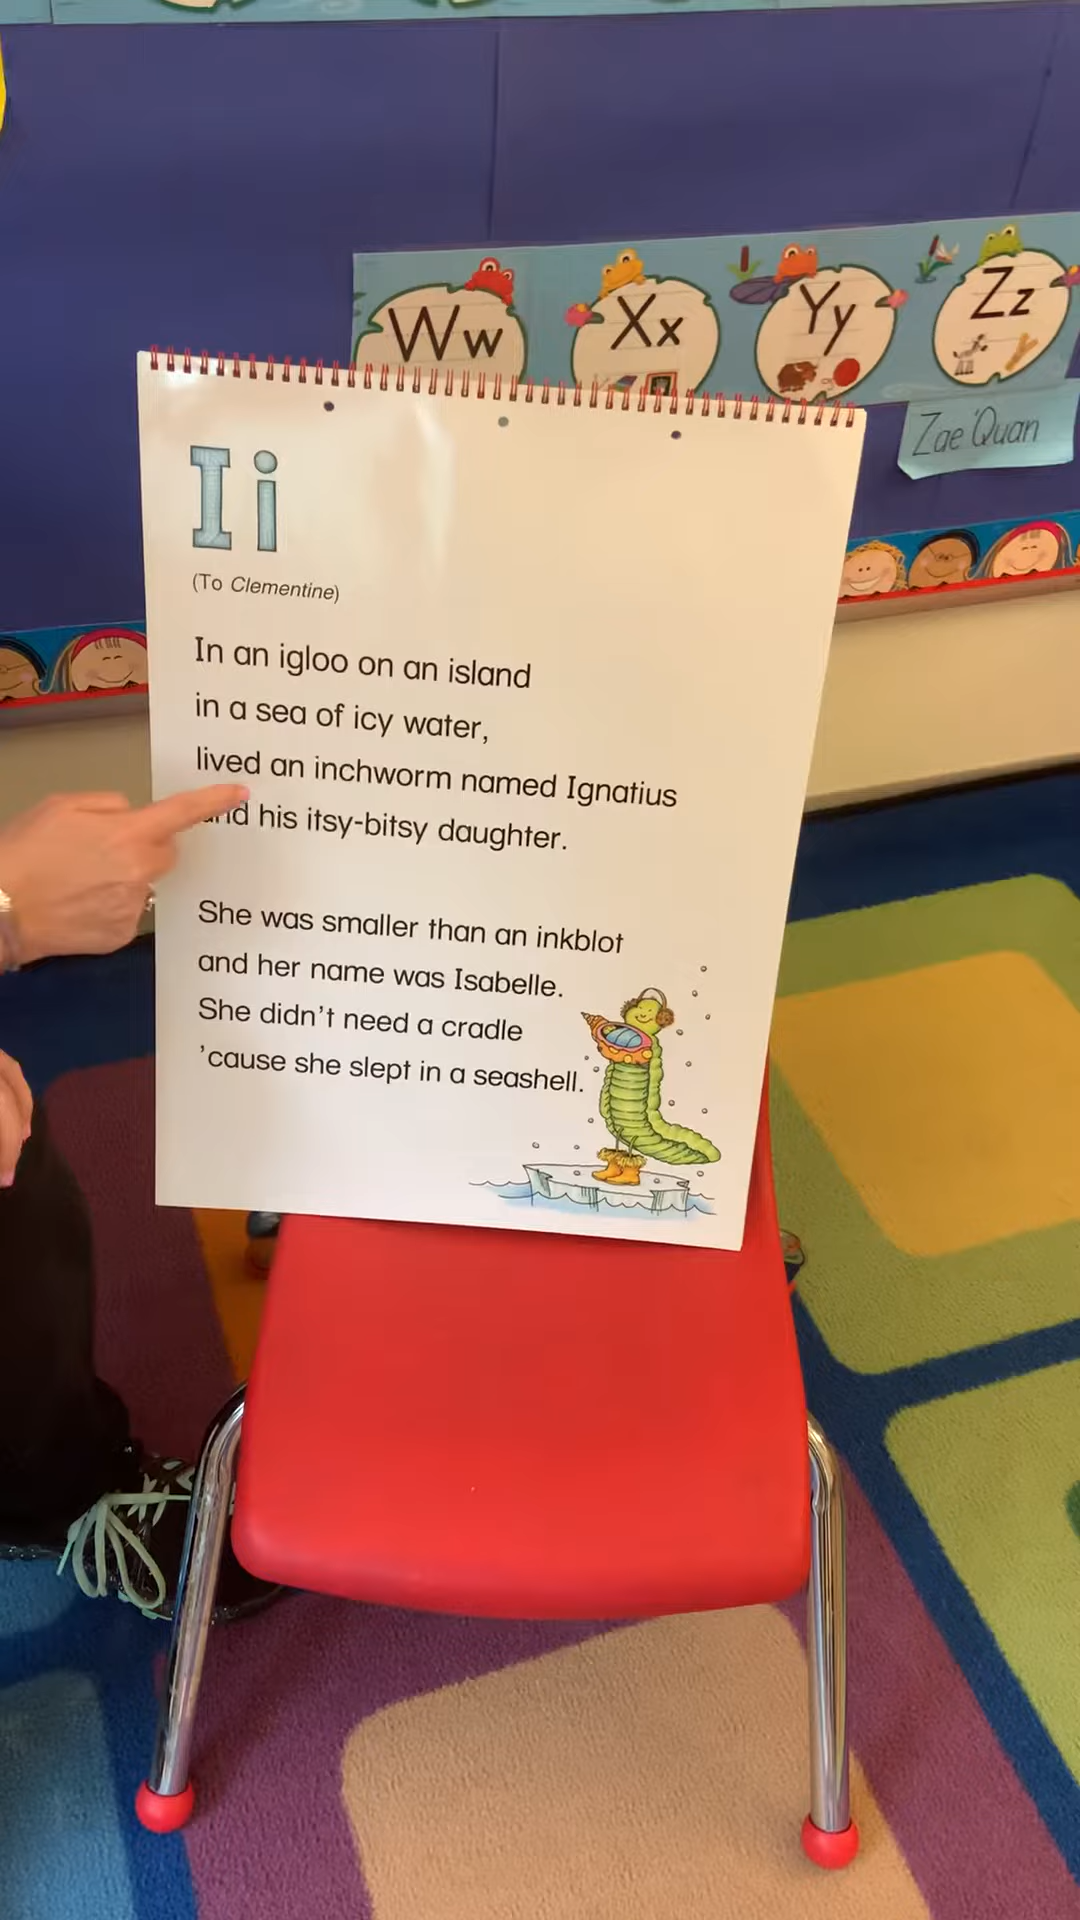 Ww Xx Yy Zz
Zae'Quan
Ii
(To Clementine)
In an igloo on an island
in a sea of icy water,
lived an inchworm named Ignatius
and his itsy-bitsy daughter.
She was smaller than an inkblot
and her name was Isabelle.
She didn't need a cradle
'cause she slept in a seashell.